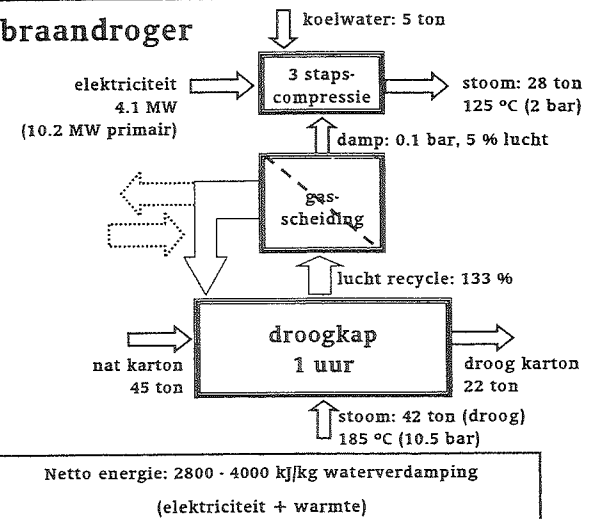 braandroger
koelwater: 5 ton
elektriciteit
4.1 MW
(10.2 MW primair)
3 staps-
compressie
stoom: 28 ton
125 ºC (2 bar)
damp: 0.1 bar, 5 % lucht
gas-
scheiding
lucht recycle: 133 %
droogkap
1 uur
nat karton
45 ton
droog karton
22 ton
stoom: 42 ton (droog)
185 ºC (10.5 bar)
Netto energie: 2800 - 4000 kJ/kg waterverdamping
(elektriciteit + warmte)